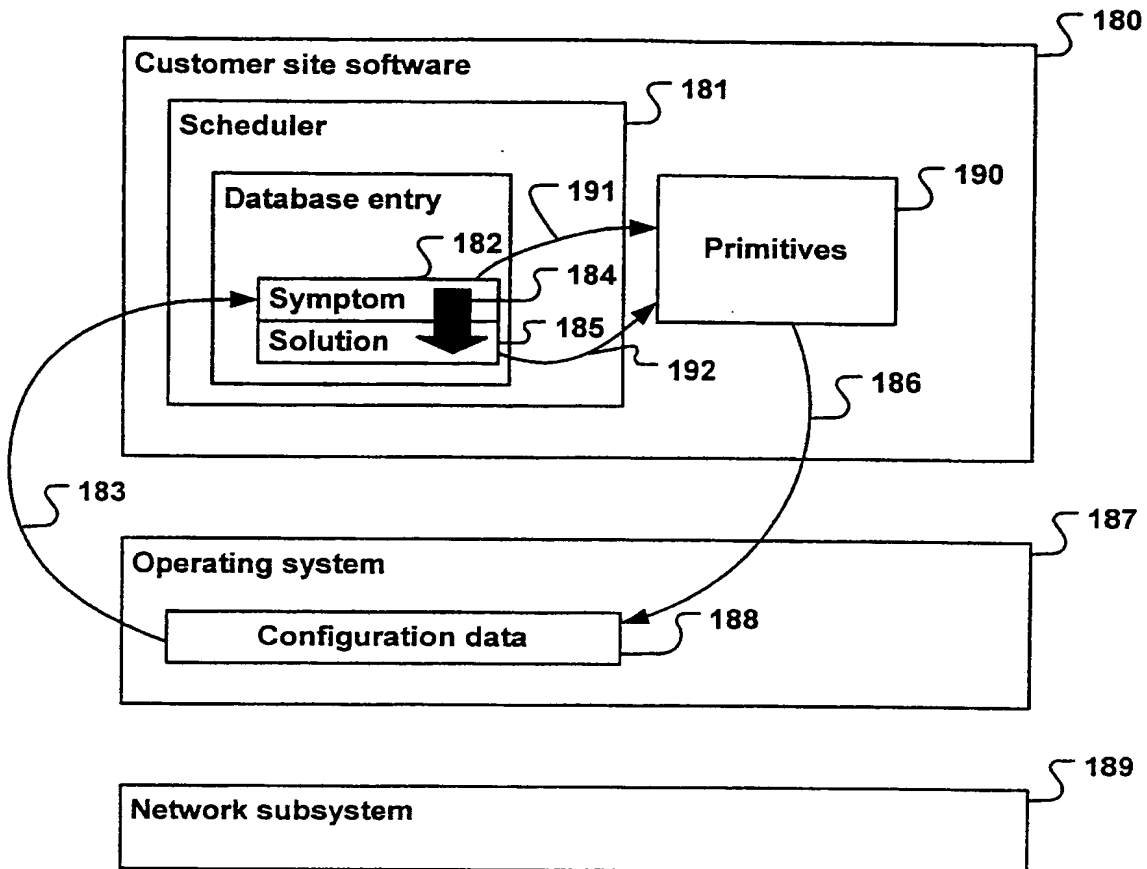 180
Customer site software
181
Scheduler
191
190
Database entry
182
Primitives
184
Symptom
185
Solution
192
186
183
187
Operating system
188
Configuration data
189
Network subsystem